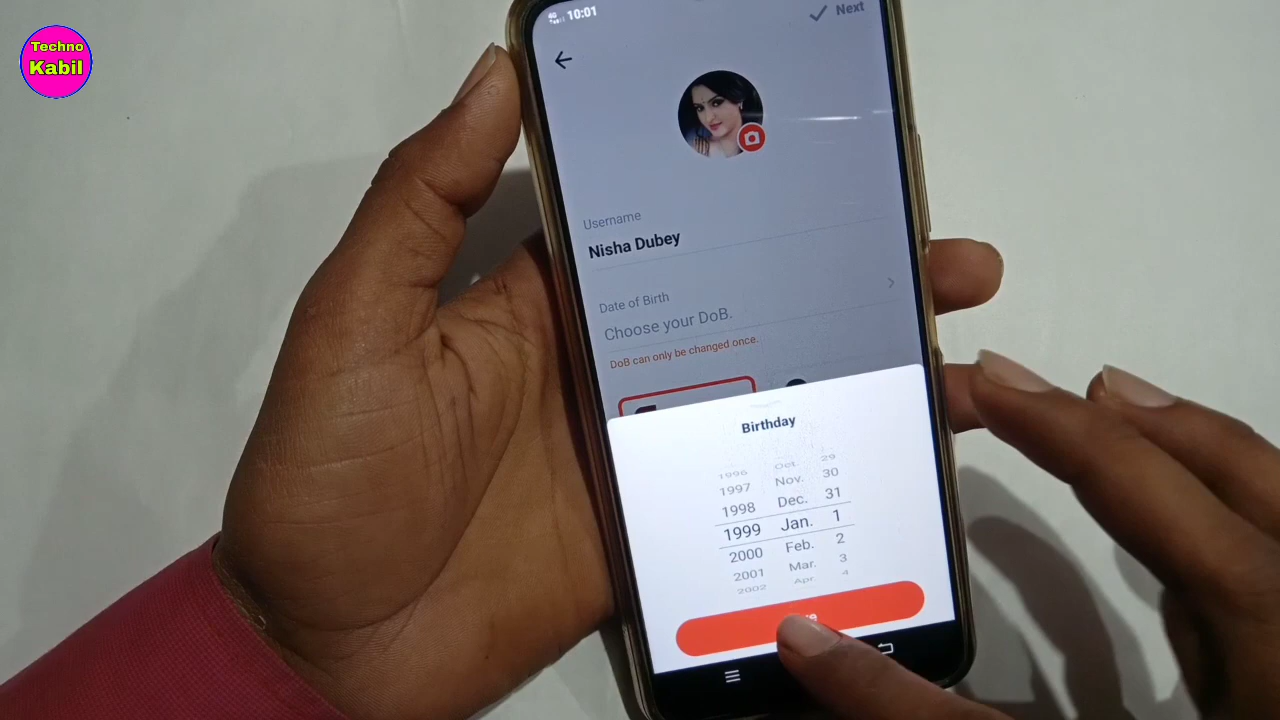 Techno
Kabil
4G
10:01
Next
Username
Nisha Dubey
Date of Birth
Choose your DoB.
DoB can only be changed once.
Birthday
1996 Oct 29
1997 Nov. 30
1998 Dec. 31
1999 Jan. 1
2000 Feb. 2
2001 Mar. 3
2002 Apr 4